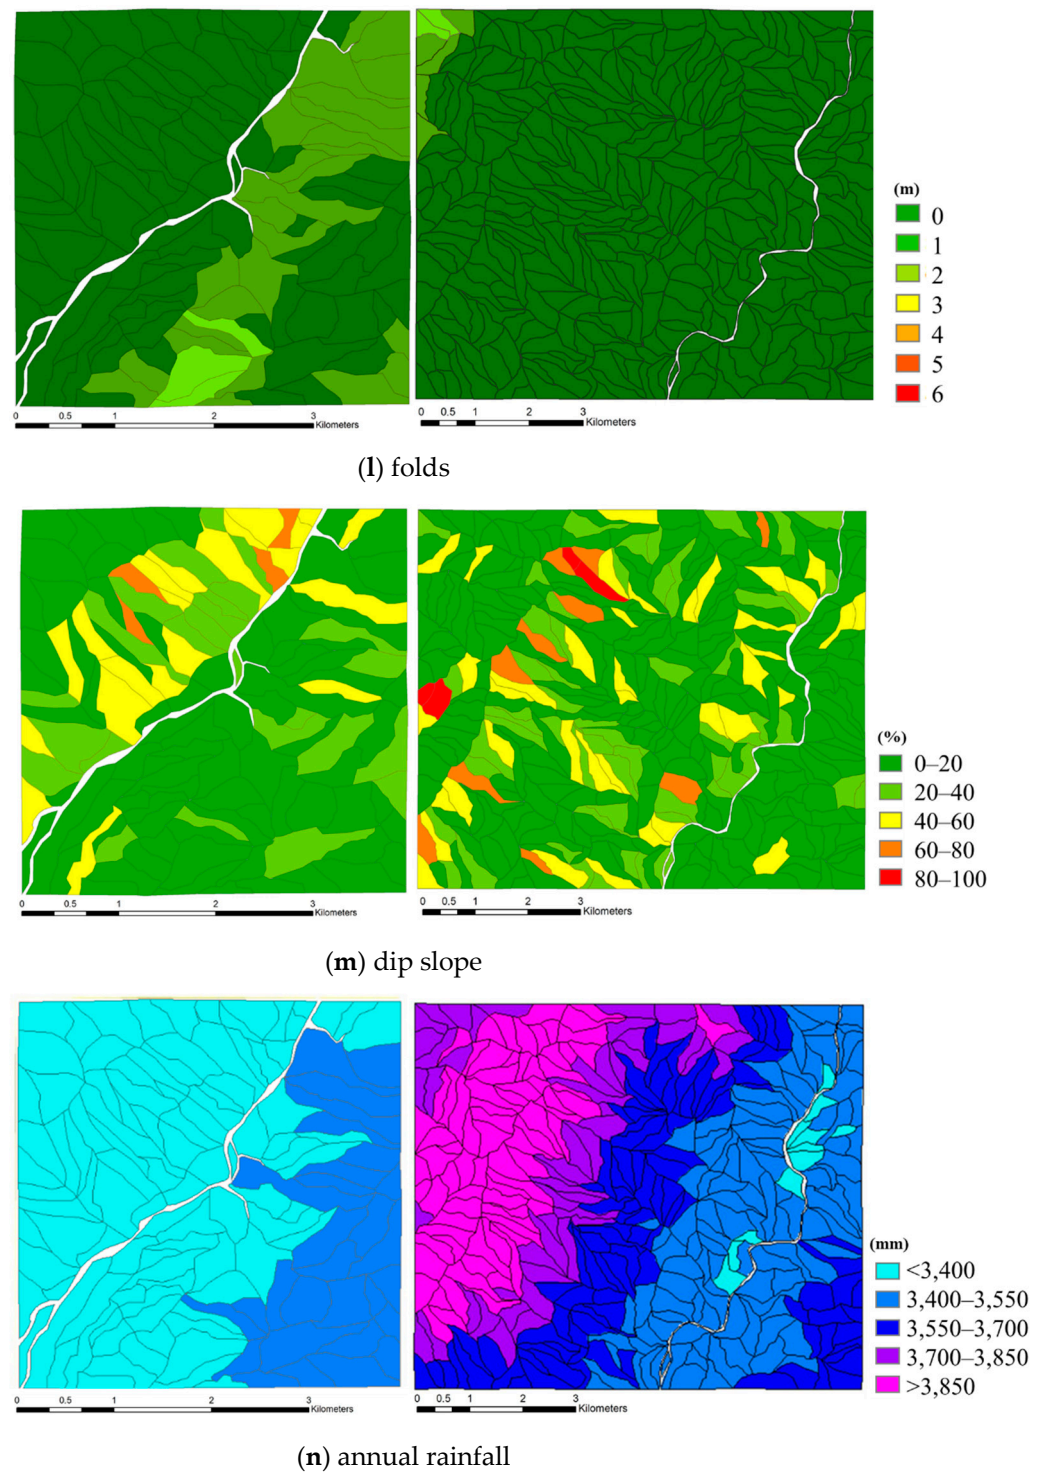 (m)
0
1
2
3
4
5
6
0 0.5 1 2 3
Kilometers
0 0.5 1 2 3
Kilometers
(l) folds
(%)
0–20
20–40
40–60
60–80
80–100
0 0.5 1 2 3
Kilometers
0 0.5 1 2 3
Kilometers
(m) dip slope
(mm)
<3,400
3,400–3,550
3,550–3,700
3,700–3,850
>3,850
0 0.5 1 2 3
Kilometers
0 0.5 1 2 3
Kilometers
(n) annual rainfall